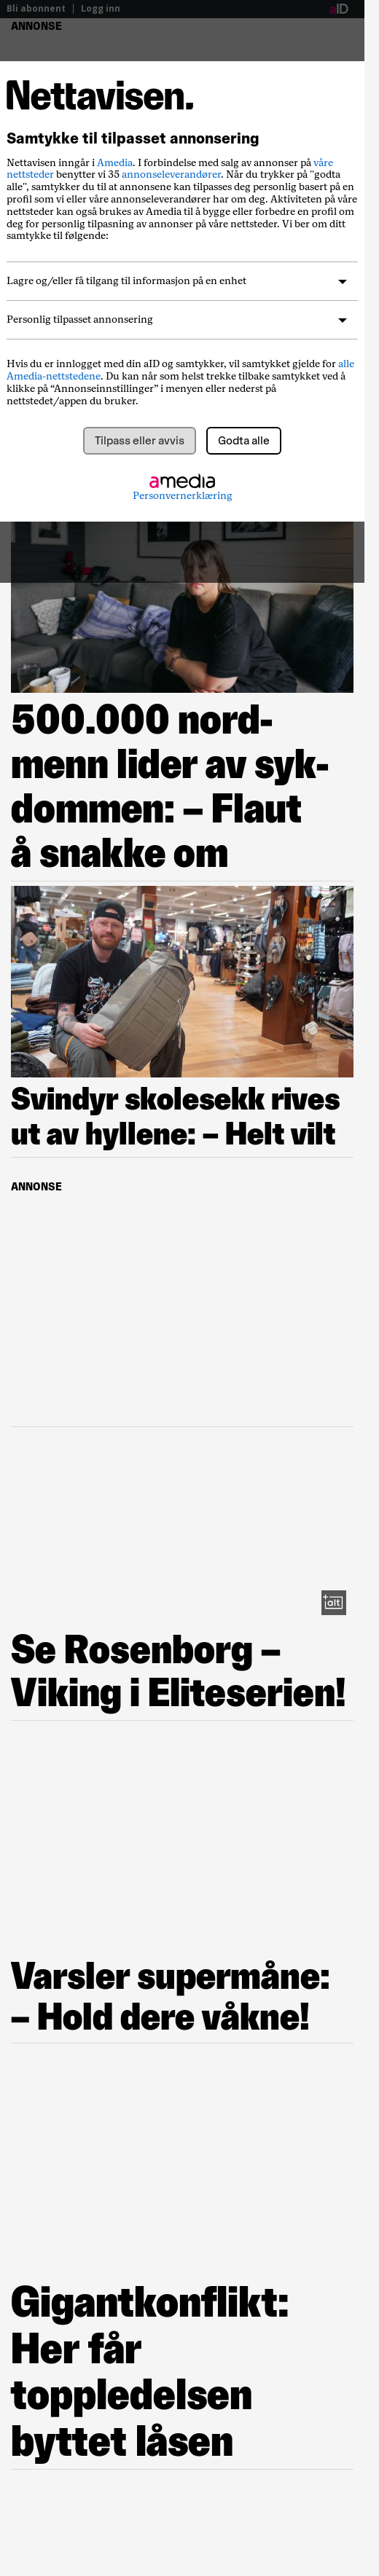 Bli abonnent | Logg inn
aID
ANNONSE
Nettavisen.
Samtykke til tilpasset annonsering
Nettavisen inngår i Amedia. I forbindelse med salg av annonser på våre
nettsteder benytter vi 35 annonseleverandører. Når du trykker på "godta
alle", samtykker du til at annonsene kan tilpasses deg personlig basert på en
profil som vi eller våre annonseleverandører har om deg. Aktiviteten på våre
nettsteder kan også brukes av Amedia til å bygge eller forbedre en profil om
deg for personlig tilpasning av annonser på våre nettsteder. Vi ber om ditt
samtykke til følgende:
Lagre og/eller få tilgang til informasjon på en enhet
Personlig tilpasset annonsering
Hvis du er innlogget med din aID og samtykker, vil samtykket gjelde for alle
Amedia-nettstedene. Du kan når som helst trekke tilbake samtykket ved å
klikke på “Annonseinnstillinger” i menyen eller nederst på
nettstedet/appen du bruker.
Tilpass eller avvis
Godta alle
amedia
Personvernerklæring
500.000 nord-
menn lider av syk-
dommen: – Flaut
å snakke om
Svindyr skolesekk rives
ut av hyllene: – Helt vilt
ANNONSE
+alt
Se Rosenborg –
Viking i Eliteserien!
Varsler supermåne:
– Hold dere våkne!
Gigantkonflikt:
Her får
toppledelsen
byttet låsen